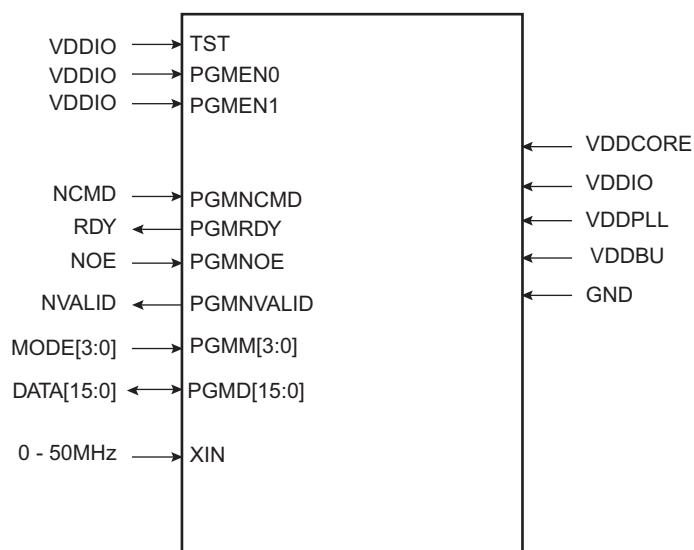 VDDIO TST
VDDIO PGMEN0
VDDIO PGMEN1
VDDCORE
VDDIO
NCMD PGMNCMD
VDDPLL
RDY PGMRDY
VDDBU
NOE PGMNOE
GND
NVALID PGMNVALID
MODE[3:0] PGMM[3:0]
DATA[15:0] PGMD[15:0]
0 - 50MHz XIN